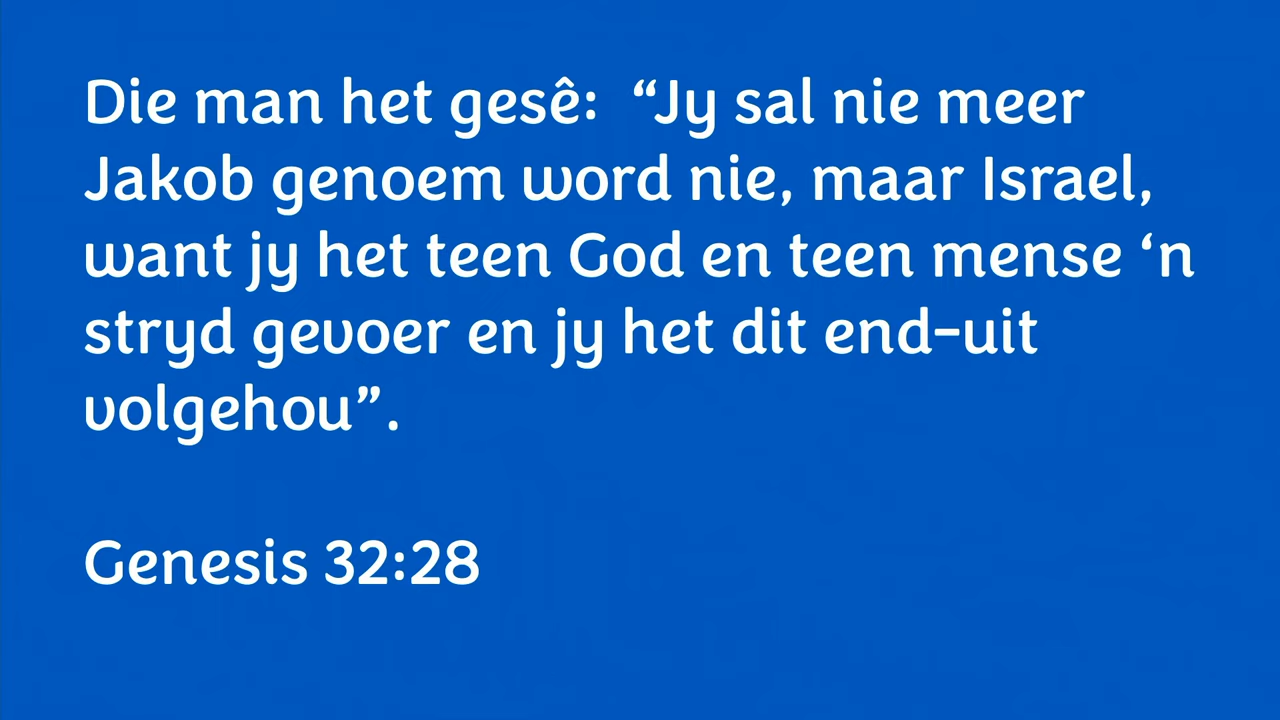 Die man het gesê:  “Jy sal nie meer
Jakob genoem word nie, maar Israel,
want jy het teen God en teen mense ‘n
stryd gevoer en jy het dit end-uit
volgehou”.
Genesis 32:28